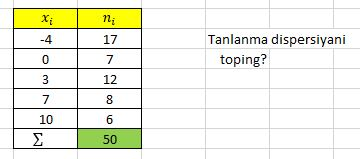 xᵢ nᵢ
-4 17
0 7
3 12
7 8
10 6
∑ 50
Tanlanma dispersiyani
toping?